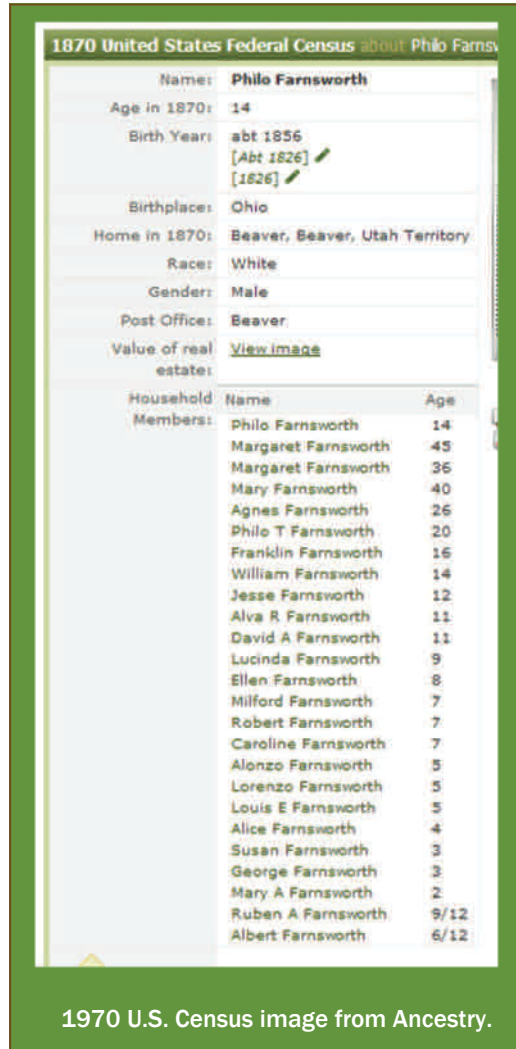 1870 United States Federal Census about Philo Farnsw
Name: Philo Farnsworth
Age in 1870: 14
Birth Year: abt 1856
[Abt 1826]
[1826]
Birthplace: Ohio
Home in 1870: Beaver, Beaver, Utah Territory
Race: White
Gender: Male
Post Office: Beaver
Value of real estate: View image
Household Members:
Name Age
Philo Farnsworth 14
Margaret Farnsworth 45
Margaret Farnsworth 36
Mary Farnsworth 40
Agnes Farnsworth 26
Philo T Farnsworth 20
Franklin Farnsworth 16
William Farnsworth 14
Jesse Farnsworth 12
Alva R Farnsworth 11
David A Farnsworth 11
Lucinda Farnsworth 9
Ellen Farnsworth 8
Milford Farnsworth 7
Robert Farnsworth 7
Caroline Farnsworth 7
Alonzo Farnsworth 5
Lorenzo Farnsworth 5
Louis E Farnsworth 5
Alice Farnsworth 4
Susan Farnsworth 3
George Farnsworth 3
Mary A Farnsworth 2
Ruben A Farnsworth 9/12
Albert Farnsworth 6/12
1970 U.S. Census image from Ancestry.